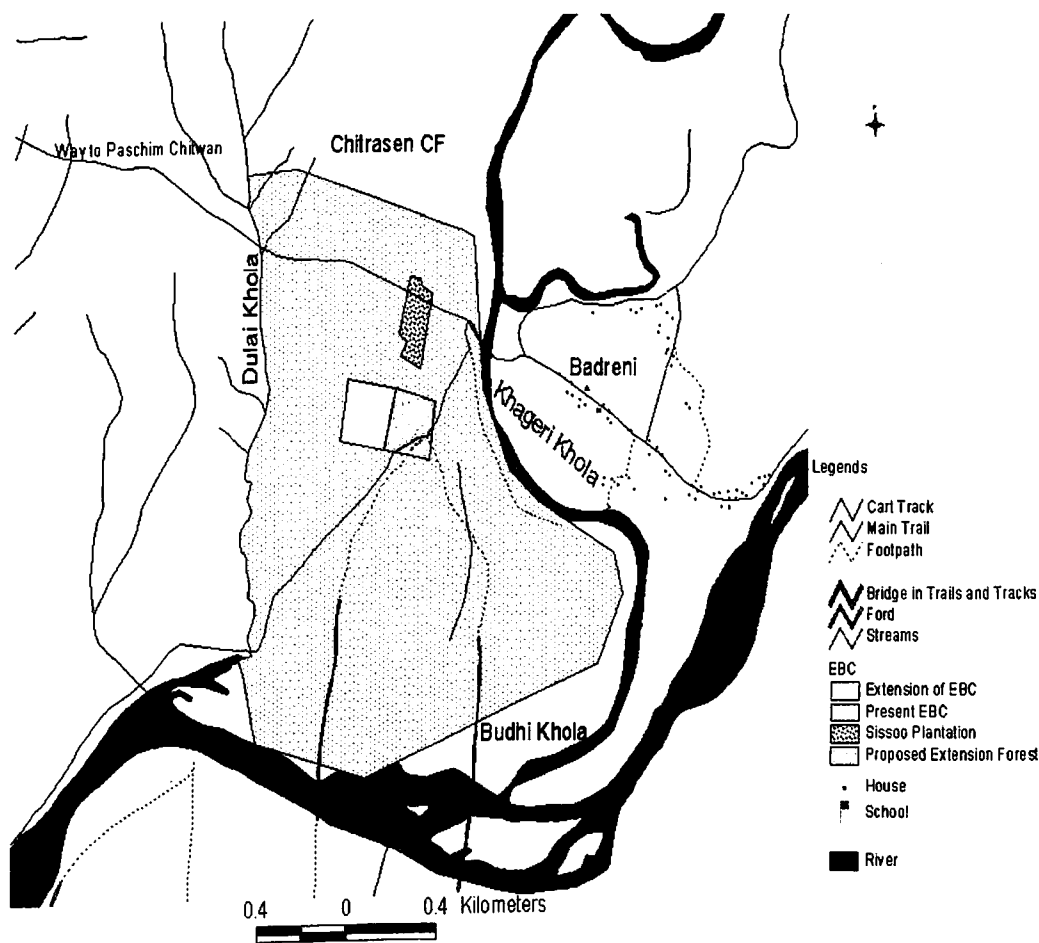 Way to Paschim Chitwan
Chitrasen CF
Dulai Khola
Badreni
Khageri Khola
Budhi Khola
Legends
Cart Track
Main Trail
Footpath
Bridge in Trails and Tracks
Ford
Streams
EBC
Extension of EBC
Present EBC
Sissoo Plantation
Proposed Extension Forest
House
School
River
0.4 0 0.4 Kilometers